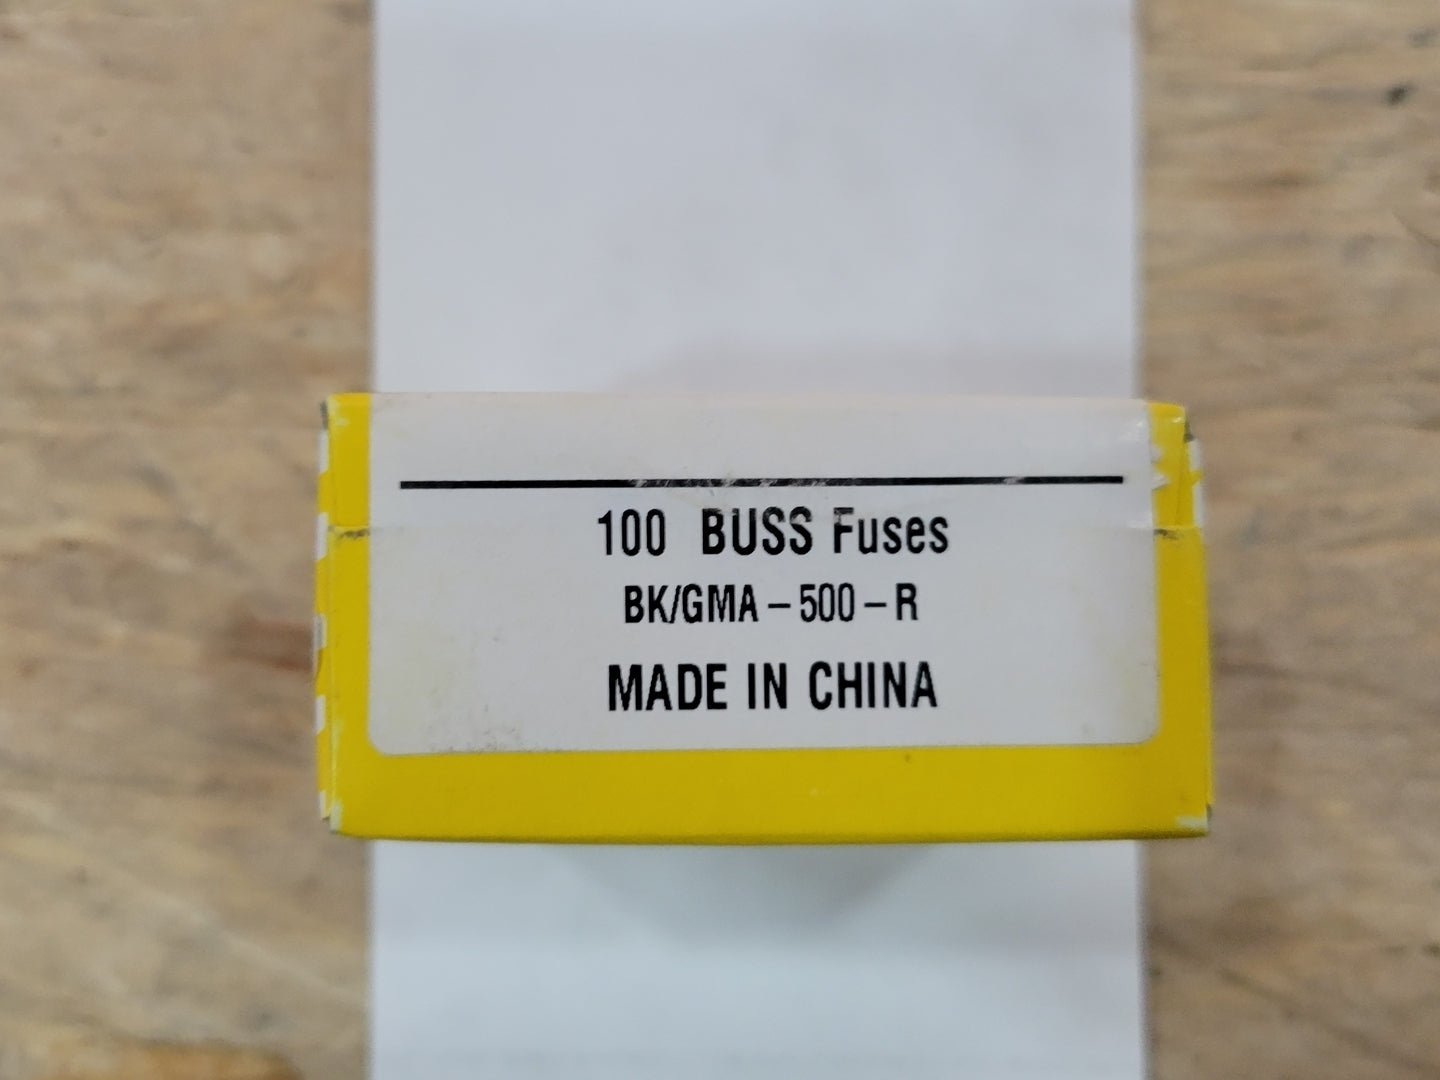 100 BUSS Fuses
BK/GMA – 500 – R
MADE IN CHINA